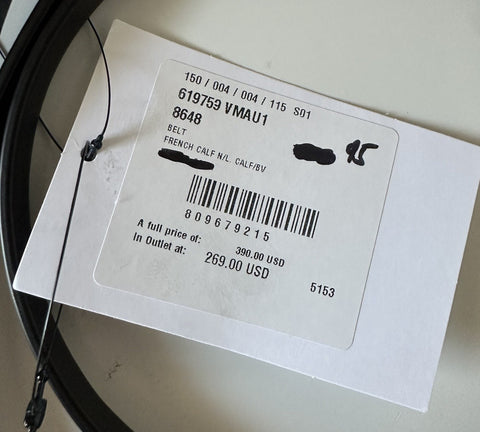 150 / 004 / 004 / 115 S01
619759 VMAU1
8648
BELT
FRENCH CALF N/L. CALF/BV
95
809679215
A full price of: 390.00 USD
In Outlet at: 269.00 USD
5153